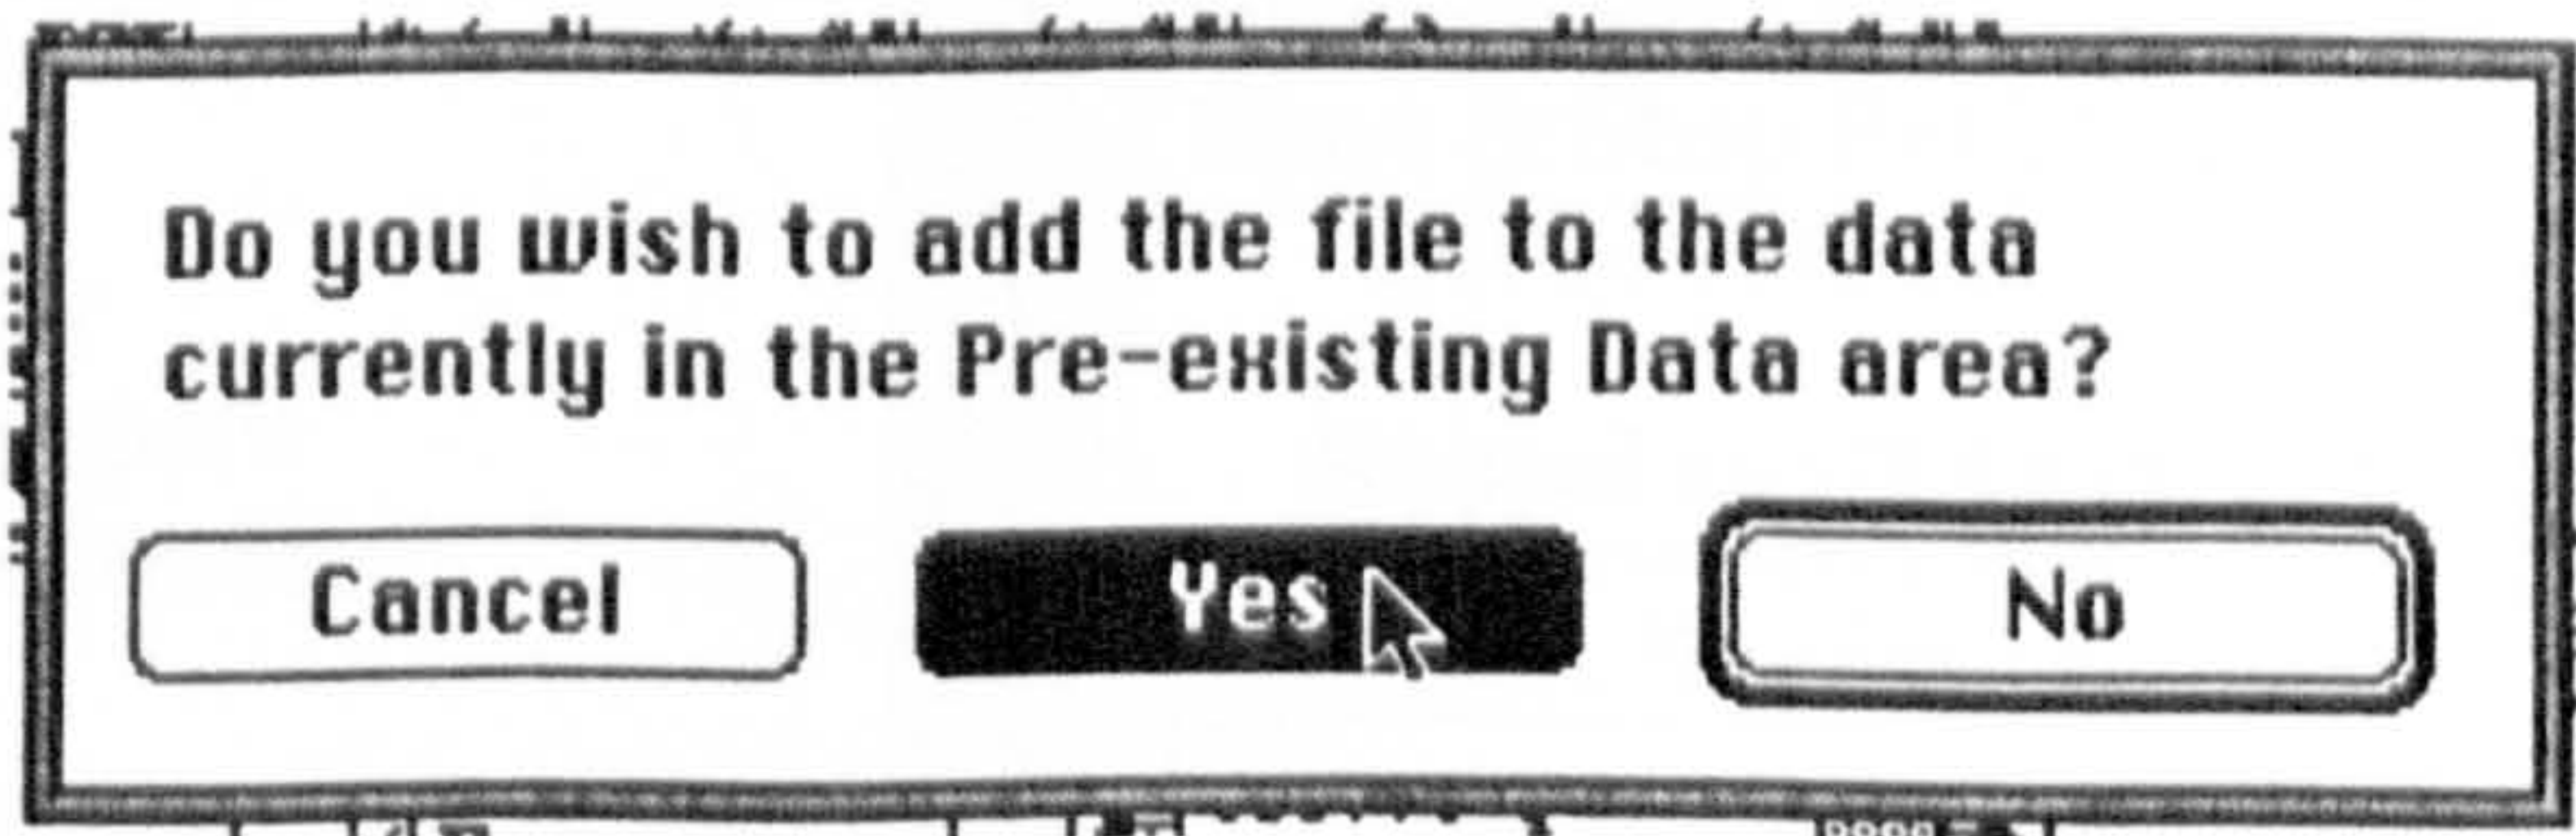 Do you wish to add the file to the data
currently in the Pre-existing Data area?
Cancel Yes No